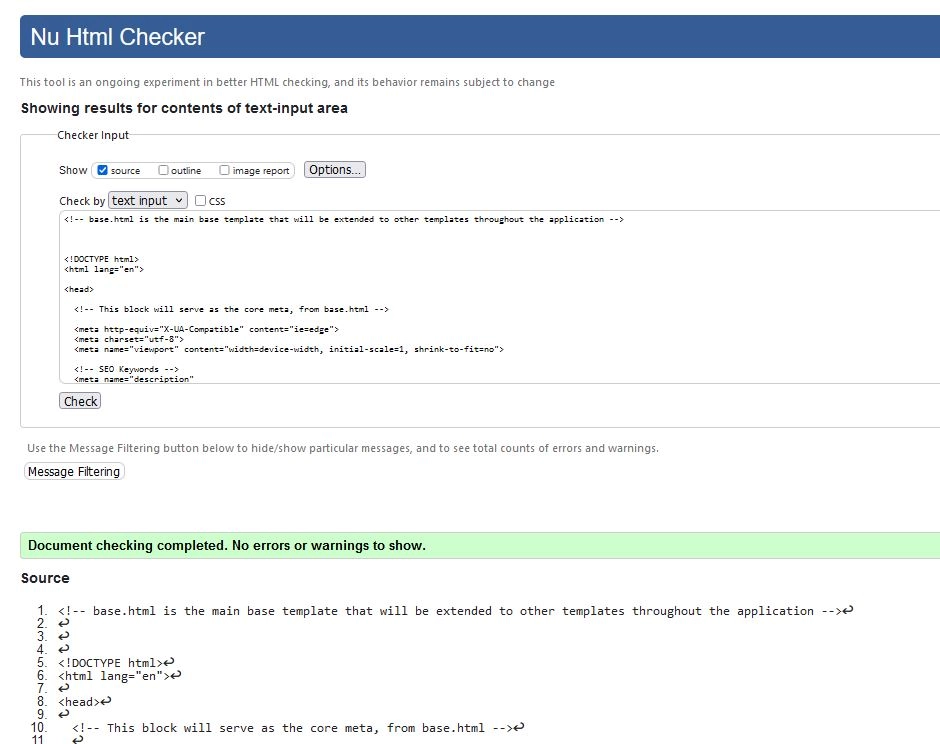 Nu Html Checker
This tool is an ongoing experiment in better HTML checking, and its behavior remains subject to change
Showing results for contents of text-input area
Checker Input
Show source outline image report Options...
Check by text input CSS
<!-- base.html is the main base template that will be extended to other templates throughout the application -->
<!DOCTYPE html>
<html lang="en">
<head>
<!-- This block will serve as the core meta, from base.html -->
<meta http-equiv="X-UA-Compatible" content="ie=edge">
<meta charset="utf-8">
<meta name="viewport" content="width=device-width, initial-scale=1, shrink-to-fit=no">
<!-- SEO Keywords -->
<meta name="description"
Check
Use the Message Filtering button below to hide/show particular messages, and to see total counts of errors and warnings.
Message Filtering
Document checking completed. No errors or warnings to show.
Source
1. <!-- base.html is the main base template that will be extended to other templates throughout the application -->↩
2. ↩
3. ↩
4. ↩
5. <!DOCTYPE html>↩
6. <html lang="en">↩
7. ↩
8. <head>↩
9. ↩
10. <!-- This block will serve as the core meta, from base.html -->↩
11 ↩